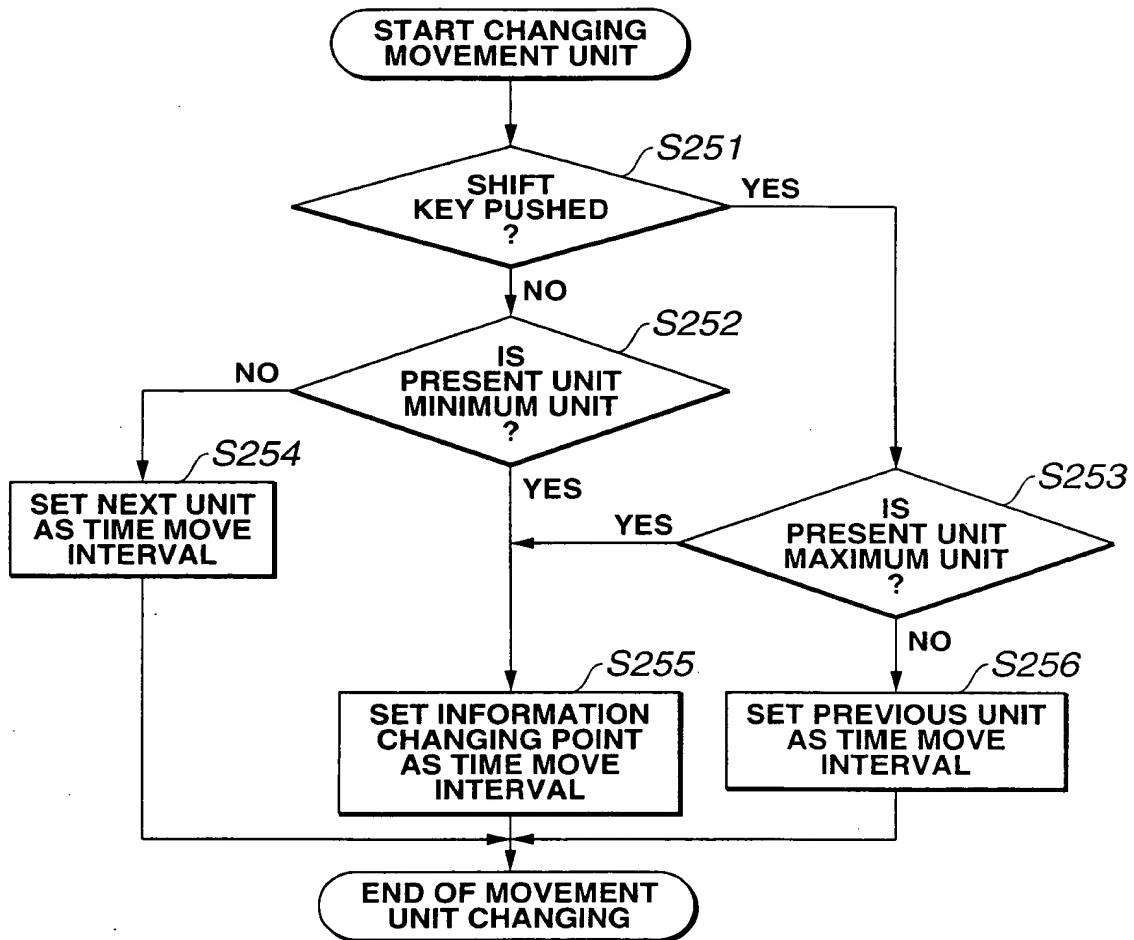 START CHANGING
MOVEMENT UNIT
S251
SHIFT
KEY PUSHED
?
YES
NO
S252
IS
PRESENT UNIT
MINIMUM UNIT
?
NO
YES
S254
SET NEXT UNIT
AS TIME MOVE
INTERVAL
S253
IS
PRESENT UNIT
MAXIMUM UNIT
?
YES
NO
S255
SET INFORMATION
CHANGING POINT
AS TIME MOVE
INTERVAL
S256
SET PREVIOUS UNIT
AS TIME MOVE
INTERVAL
END OF MOVEMENT
UNIT CHANGING